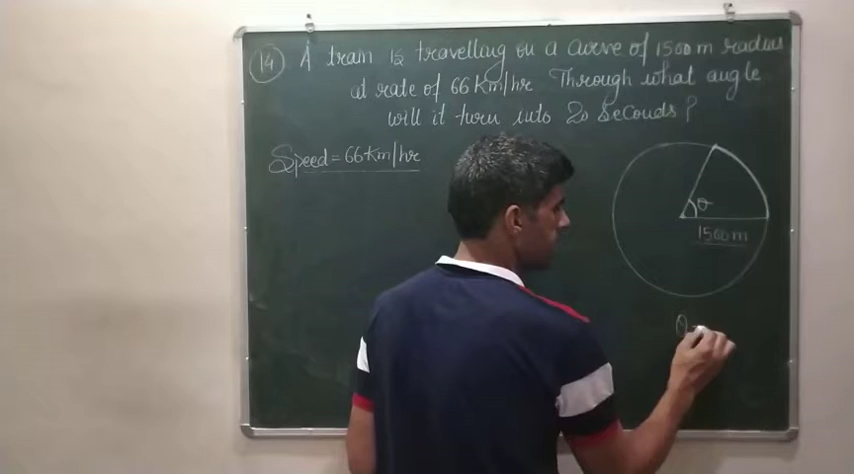 14 A train is travelling on a curve of 1500 m radius
at rate of 66 Km/hr Through what angle
will it turn into 20 Seconds?
Speed = 66 Km/hr
θ
1500 m
θ =